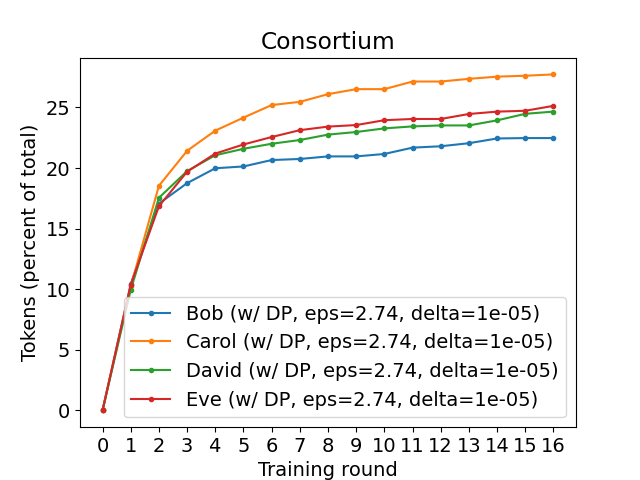 Consortium
Tokens (percent of total)
25
20
15
10
5
0
Bob (w/ DP, eps=2.74, delta=1e-05)
Carol (w/ DP, eps=2.74, delta=1e-05)
David (w/ DP, eps=2.74, delta=1e-05)
Eve (w/ DP, eps=2.74, delta=1e-05)
0 1 2 3 4 5 6 7 8 9 10 11 12 13 14 15 16
Training round